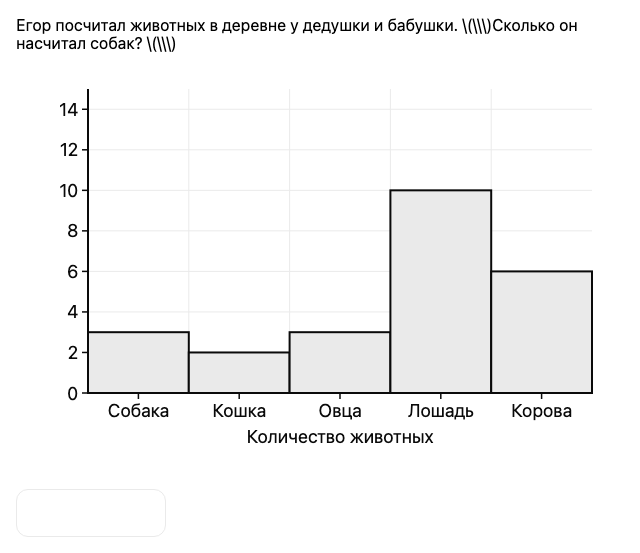 Егор посчитал животных в деревне у дедушки и бабушки. \(\\\)Сколько он
насчитал собак? \(\\\)
14
12
10
8
6
4
2
0
Собака Кошка Овца Лошадь Корова
Количество животных